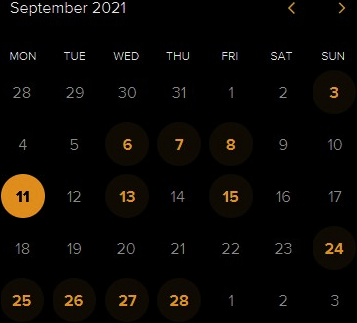 September 2021
MON TUE WED THU FRI SAT SUN
28 29 30 31 1 2 3
4 5 6 7 8 9 10
11 12 13 14 15 16 17
18 19 20 21 22 23 24
25 26 27 28 1 2 3